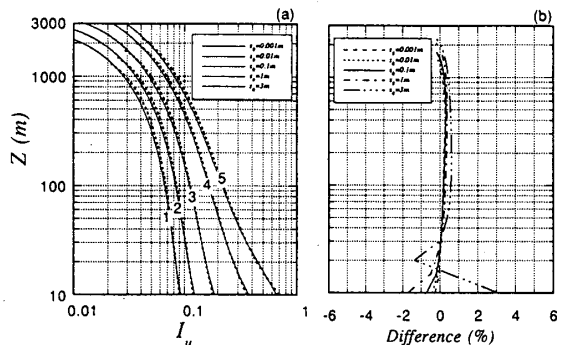 (a)
3000
1000
100
10
Z (m)
z₀=0.001m
z₀=0.01m
z₀=0.1m
z₀=1m
z₀=3m
1
2
3
4
5
0.01
0.1
1
I_u
(b)
z₀=0.001m
z₀=0.01m
z₀=0.1m
z₀=1m
z₀=3m
-6
-4
-2
0
2
4
6
Difference (%)